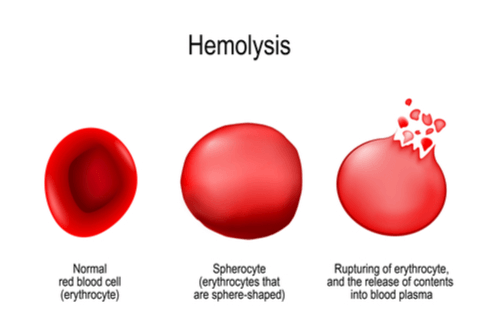 Hemolysis
Normal
red blood cell
(erythrocyte)
Spherocyte
(erythrocytes that
are sphere-shaped)
Rupturing of erythrocyte,
and the release of contents
into blood plasma